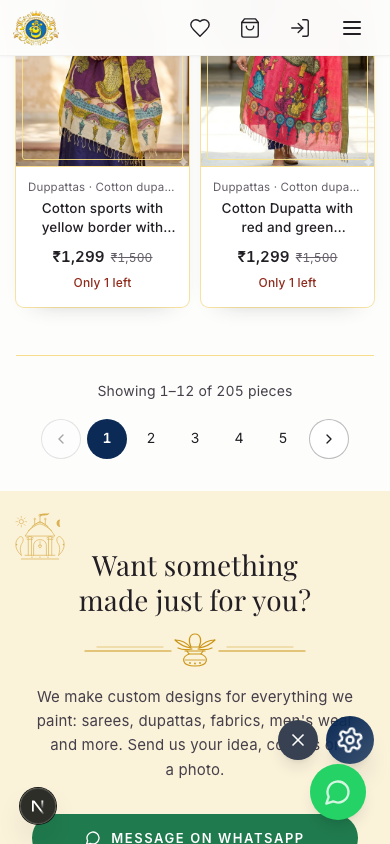 Duppattas · Cotton dupa...
Cotton sports with
yellow border with...
₹1,299 ₹1,500
Only 1 left
Duppattas · Cotton dupa...
Cotton Dupatta with
red and green...
₹1,299 ₹1,500
Only 1 left
Showing 1–12 of 205 pieces
1 2 3 4 5
Want something
made just for you?
We make custom designs for everything we
paint: sarees, dupattas, fabrics, men's
and more. Send us your idea,
a photo.
N
MESSAGE ON WHATSAPP